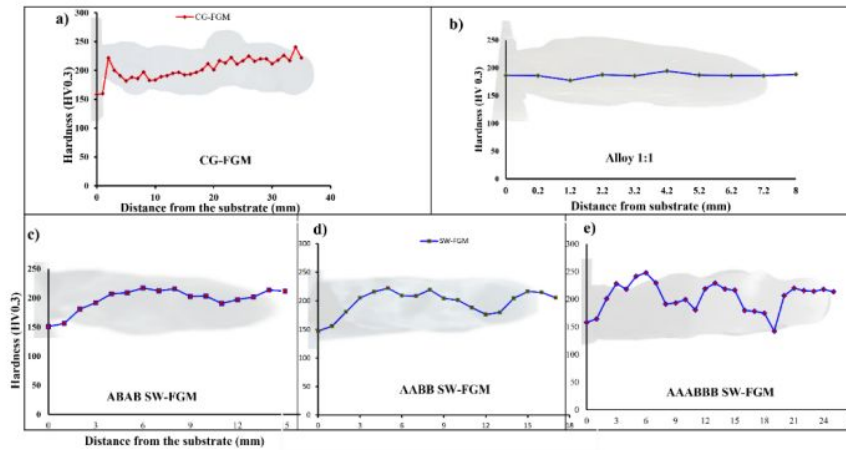 a)
CG-FGM
300
250
200
150
100
50
0
Hardness (HV0.3)
CG-FGM
0 10 20 30 40
Distance from the substrate (mm)
b)
300
250
200
150
100
50
0
Hardness (HV 0.3)
Alloy 1:1
0 0.2 1.2 2.2 3.2 4.2 5.2 6.2 7.2 8
Distance from substrate (mm)
c)
250
200
150
100
50
0
Hardness (HV0.3)
ABAB SW-FGM
0 3 6 9 12 5
Distance from the substrate (mm)
d)
SW-FGM
300
250
200
150
100
50
0
AABB SW-FGM
0 3 6 9 12 15 18
e)
300
250
200
150
100
50
0
AAABBB SW-FGM
0 3 6 9 12 15 18 21 24